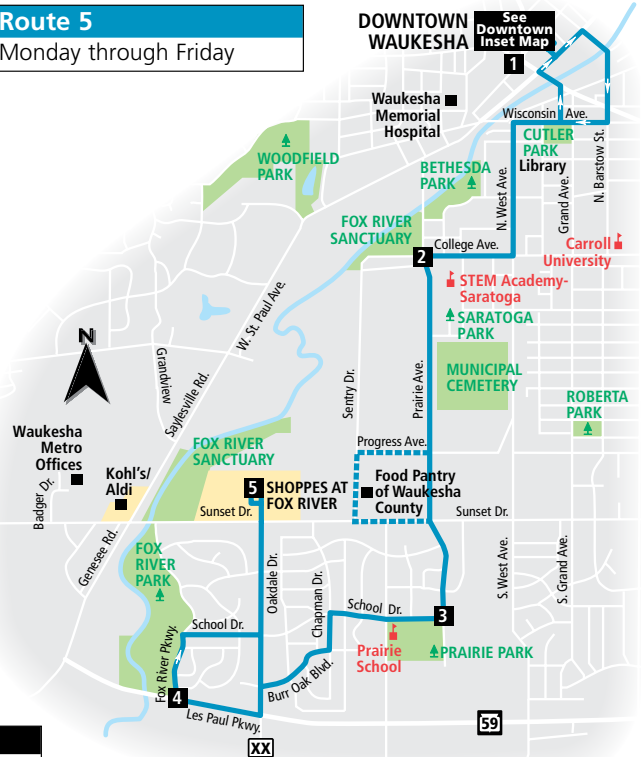 Route 5
Monday through Friday
DOWNTOWN
WAUKESHA
See
Downtown
Inset Map
1
Waukesha
Memorial
Hospital
Wisconsin Ave.
CUTLER
PARK
Library
WOODFIELD
PARK
BETHESDA
PARK
N. West Ave.
Grand Ave.
N. Barstow St.
FOX RIVER
SANCTUARY
2
College Ave.
Carroll
University
STEM Academy-
Saratoga
SARATOGA
PARK
W. St. Paul Ave.
N
Grandview
Saylesville Rd.
Sentry Dr.
Prairie Ave.
MUNICIPAL
CEMETERY
ROBERTA
PARK
Waukesha
Metro
Offices
Badger Dr.
Kohl's/
Aldi
FOX RIVER
SANCTUARY
Progress Ave.
5
SHOPPES AT
FOX RIVER
Food Pantry
of Waukesha
County
Sunset Dr.
Sunset Dr.
Genesee Rd.
FOX
RIVER
PARK
Oakdale Dr.
Chapman Dr.
S. West Ave.
S. Grand Ave.
School Dr.
School Dr.
3
Prairie
School
PRAIRIE PARK
Fox River Pkwy.
4
Burr Oak Blvd.
Les Paul Pkwy.
59
XX